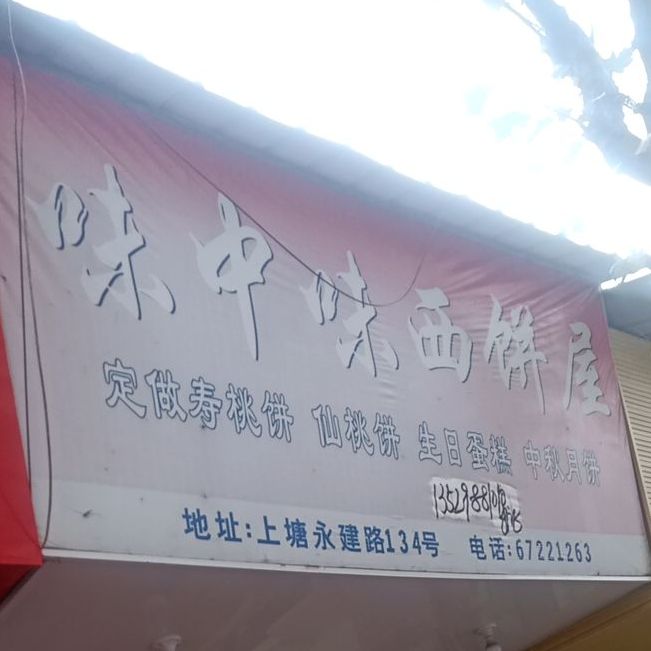 味中味西饼屋
定做寿桃饼 仙桃饼 生日蛋糕 中秋月饼
地址:上塘永建路134号 电话:67221263